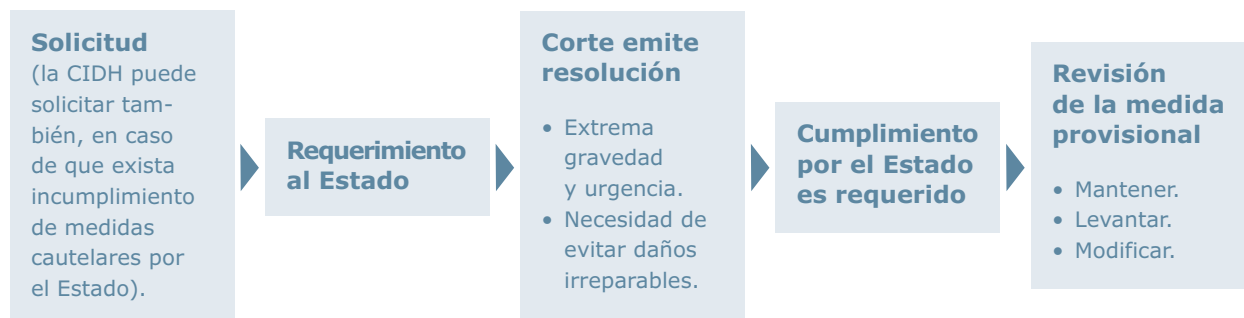 Solicitud
(la CIDH puede
solicitar tam-
bién, en caso
de que exista
incumplimiento
de medidas
cautelares por
el Estado).
Requerimiento
al Estado
Corte emite
resolución
• Extrema
gravedad
y urgencia.
• Necesidad de
evitar daños
irreparables.
Cumplimiento
por el Estado
es requerido
Revisión
de la medida
provisional
• Mantener.
• Levantar.
• Modificar.